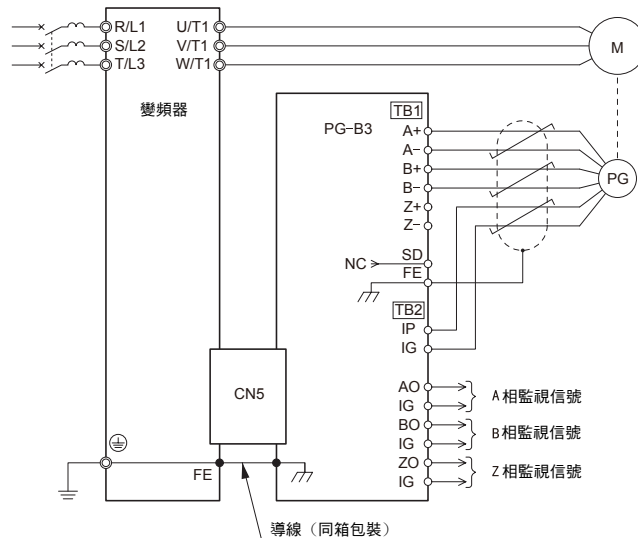 R/L1
S/L2
T/L3
U/T1
V/T1
W/T1
M
變頻器
PG-B3
TB1
A+
A-
B+
B-
Z+
Z-
PG
NC
SD
FE
TB2
IP
IG
CN5
AO
IG
A相監視信號
BO
IG
B相監視信號
ZO
IG
Z相監視信號
FE
導線（同箱包裝）